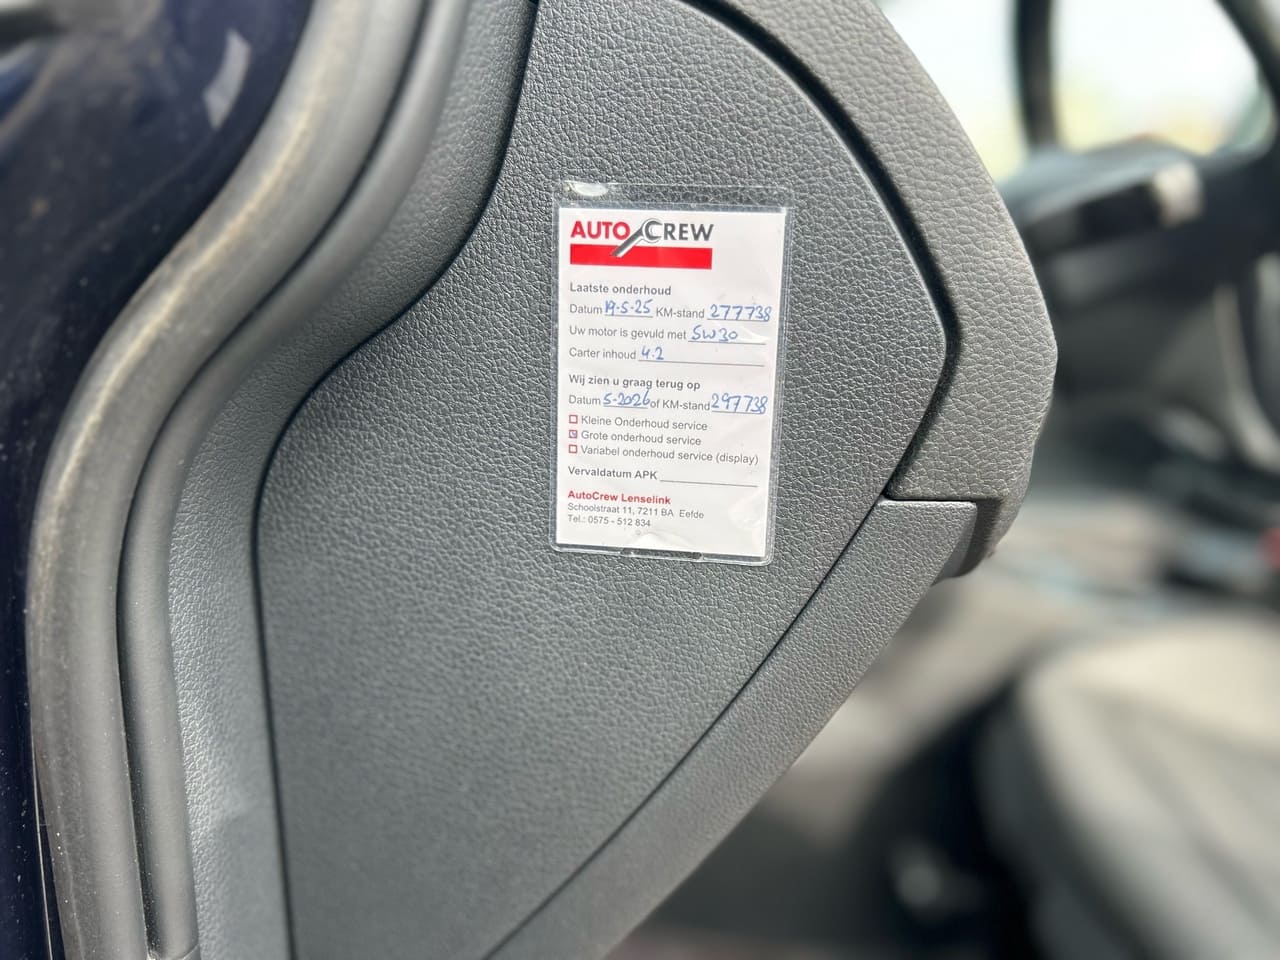 AUTO CREW
Laatste onderhoud
Datum 19-5-25 KM-stand 277738
Uw motor is gevuld met 5W30
Carter inhoud 4.2
Wij zien u graag terug op
Datum 5-2026 of KM-stand 297738
Kleine Onderhoud service
Grote onderhoud service
Variabel onderhoud service (display)
Vervaldatum APK
AutoCrew Lenselink
Schoolstraat 11, 7211 BA Eefde
Tel.: 0575 - 512 834